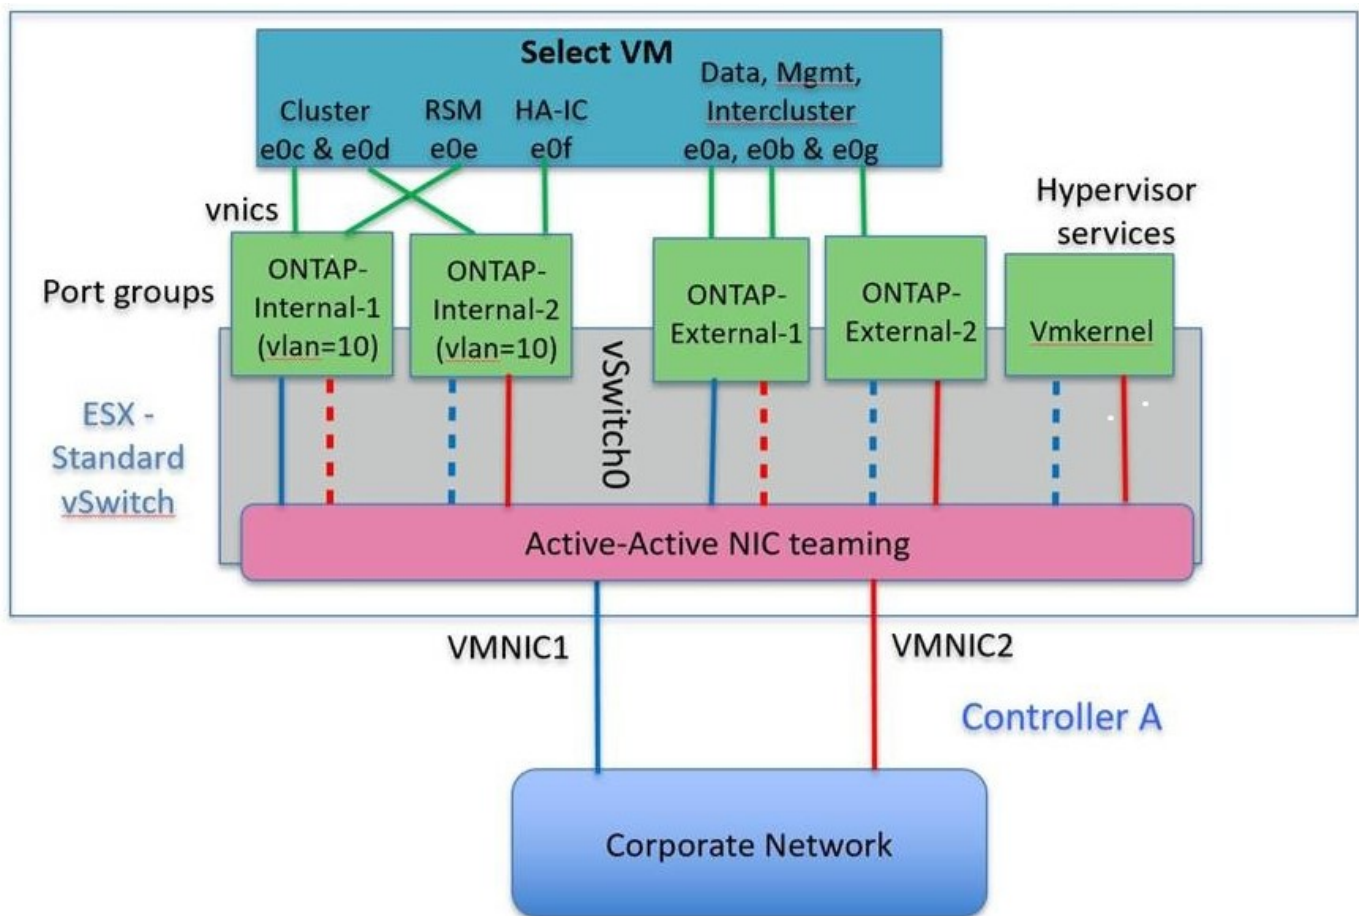 Select VM
Cluster
e0c & e0d
RSM
e0e
HA-IC
e0f
Data, Mgmt,
Intercluster
e0a, e0b & e0g
vnics
Hypervisor
services
Port groups
ONTAP-
Internal-1
(vlan=10)
ONTAP-
Internal-2
(vlan=10)
ONTAP-
External-1
ONTAP-
External-2
Vmkernel
vSwitch0
ESX -
Standard
vSwitch
Active-Active NIC teaming
VMNIC1
VMNIC2
Controller A
Corporate Network